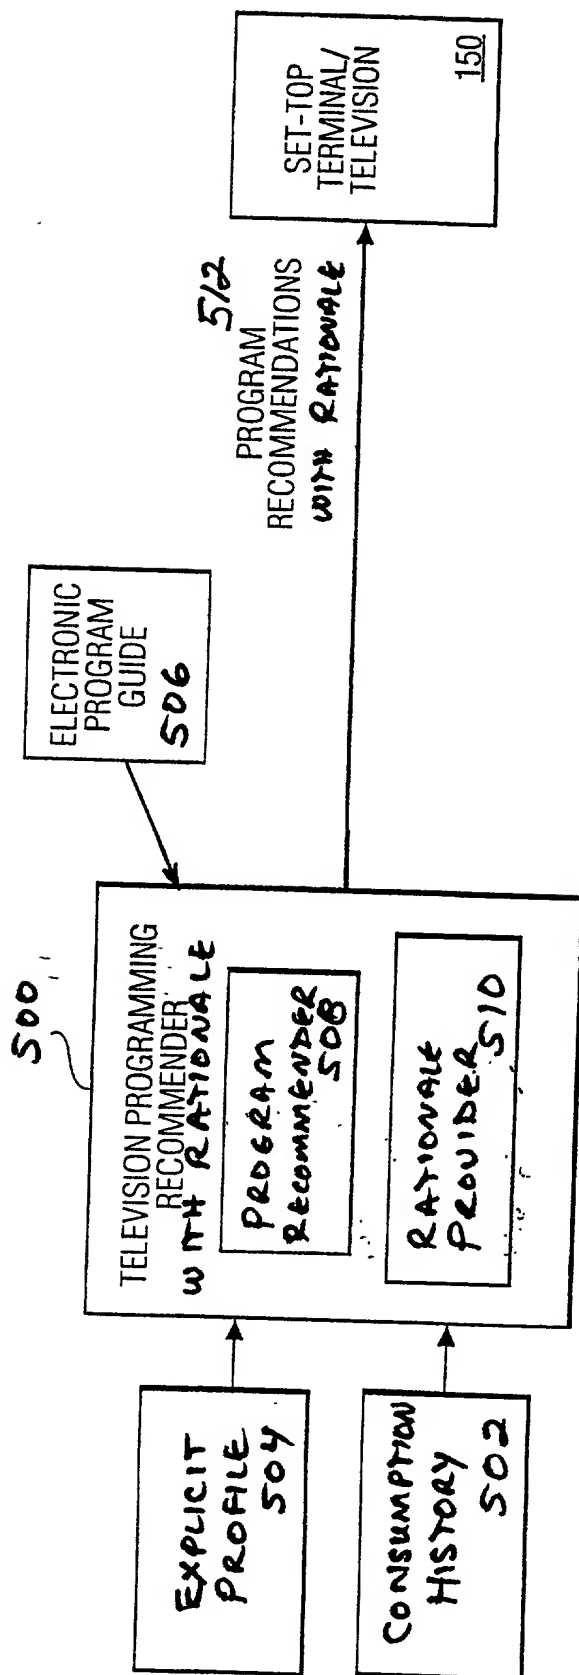 500
EXPLICIT
PROFILE
504
CONSUMPTION
HISTORY
502
TELEVISION PROGRAMMING
RECOMMENDER
WITH RATIONALE
PROGRAM
RECOMMENDER
508
RATIONALE
PROVIDER 510
ELECTRONIC
PROGRAM
GUIDE
506
512
PROGRAM
RECOMMENDATIONS
WITH RATIONALE
SET-TOP
TERMINAL/
TELEVISION
150